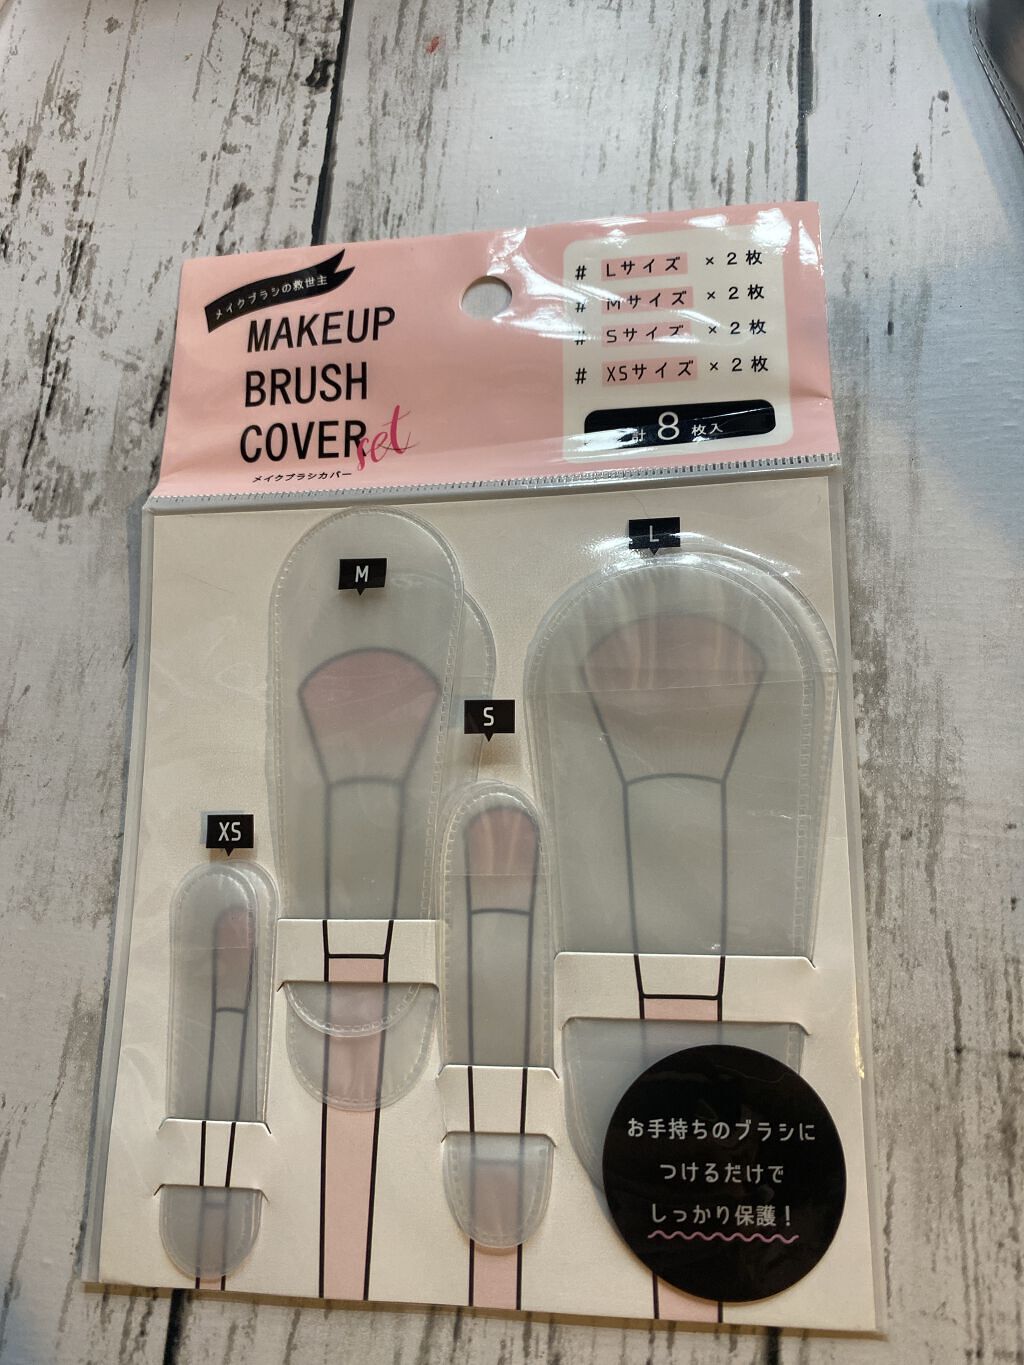 メイクブラシの救世主
MAKEUP
BRUSH
COVER set
メイクブラシカバー
# Lサイズ × 2枚
# Mサイズ × 2枚
# Sサイズ × 2枚
# XSサイズ × 2枚
計 8 枚入
M
L
S
XS
お手持ちのブラシに
つけるだけで
しっかり保護！